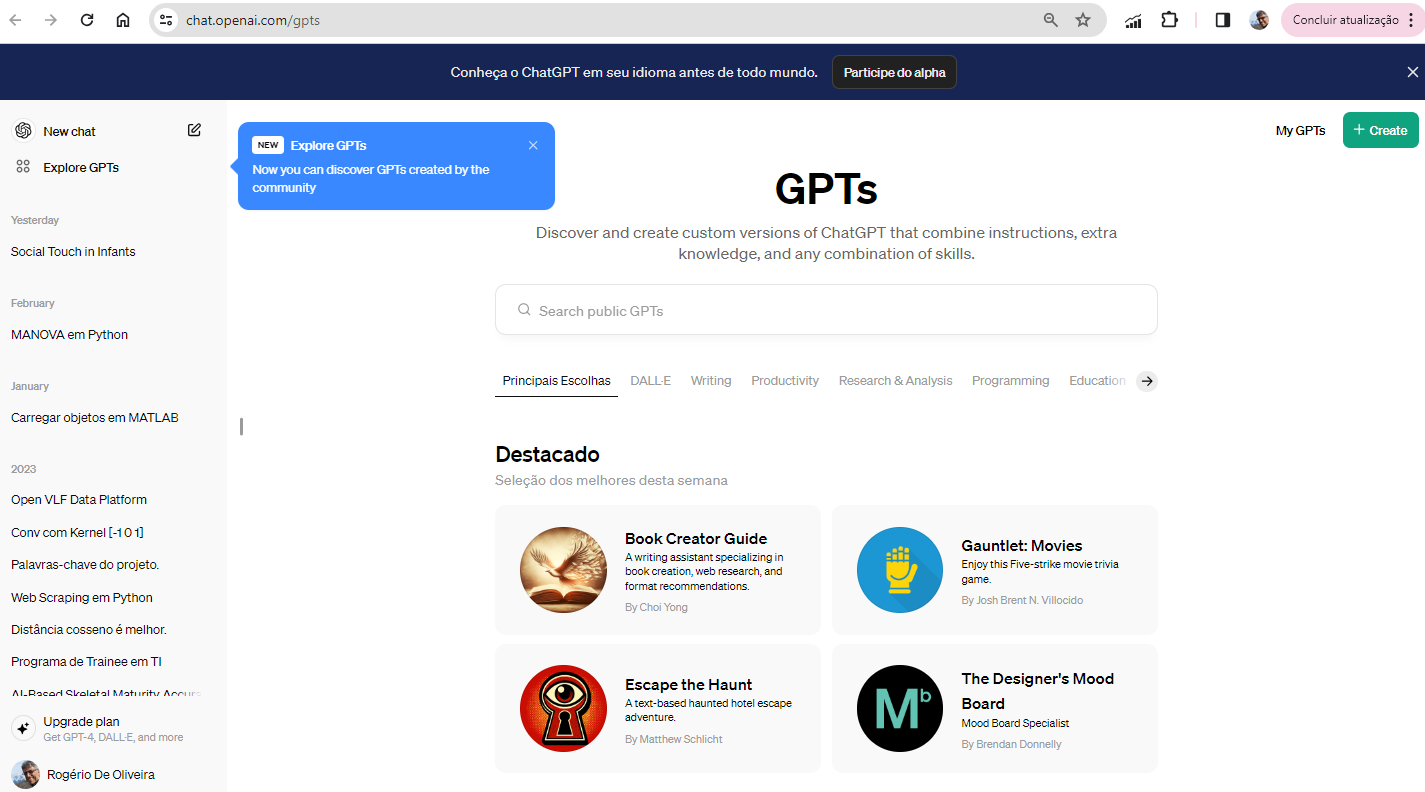 chat.openai.com/gpts
Concluir atualização
Conheça o ChatGPT em seu idioma antes de todo mundo.
Participe do alpha
New chat
Explore GPTs
Yesterday
Social Touch in Infants
February
MANOVA em Python
January
Carregar objetos em MATLAB
2023
Open VLF Data Platform
Conv com Kernel [-1 0 1]
Palavras-chave do projeto.
Web Scraping em Python
Distância cosseno é melhor.
Programa de Trainee em TI
AI-Based Skeletal Maturity Accura
Upgrade plan
Get GPT-4, DALL·E, and more
Rogério De Oliveira
NEW Explore GPTs
Now you can discover GPTs created by the
community
My GPTs
+ Create
GPTs
Discover and create custom versions of ChatGPT that combine instructions, extra
knowledge, and any combination of skills.
Search public GPTs
Principais Escolhas DALL·E Writing Productivity Research & Analysis Programming Education
Destacado
Seleção dos melhores desta semana
Book Creator Guide
A writing assistant specializing in
book creation, web research, and
format recommendations.
By Choi Yong
Gauntlet: Movies
Enjoy this Five-strike movie trivia
game.
By Josh Brent N. Villocido
Escape the Haunt
A text-based haunted hotel escape
adventure.
By Matthew Schlicht
Mb
The Designer's Mood
Board
Mood Board Specialist
By Brendan Donnelly